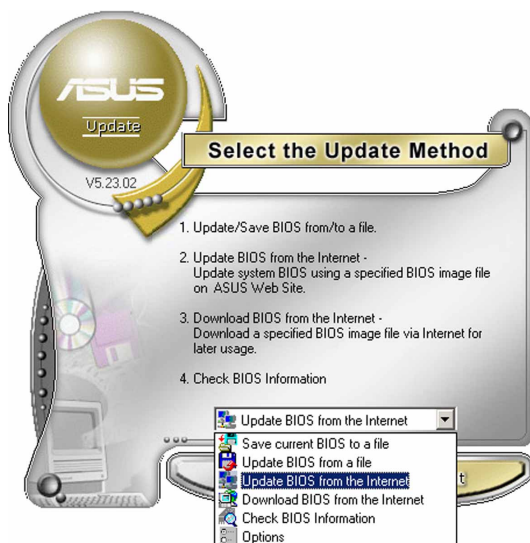 ASUS
Update
V5.23.02
Select the Update Method
1. Update/Save BIOS from/to a file.
2. Update BIOS from the Internet -
Update system BIOS using a specified BIOS image file
on ASUS Web Site.
3. Download BIOS from the Internet -
Download a specified BIOS image file via Internet for
later usage.
4. Check BIOS Information
Update BIOS from the Internet
Save current BIOS to a file
Update BIOS from a file
Update BIOS from the Internet
Download BIOS from the Internet
Check BIOS Information
Options